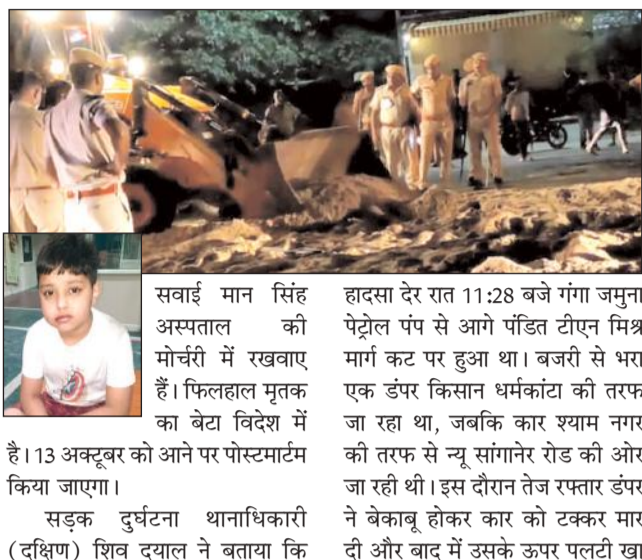 सवाई मान सिंह
अस्पताल की
मोर्चरी में रखवाए
हैं। फिलहाल मृतक
का बेटा विदेश में
है। 13 अक्टूबर को आने पर पोस्टमार्टम
किया जाएगा।
सड़क दुर्घटना थानाधिकारी
(दक्षिण) शिव दयाल ने बताया कि
हादसा देर रात 11:28 बजे गंगा जमुना
पेट्रोल पंप से आगे पंडित टीएन मिश्र
मार्ग कट पर हुआ था। बजरी से भरा
एक डंपर किसान धर्मकांटा की तरफ
जा रहा था, जबकि कार श्याम नगर
की तरफ से न्यू सांगानेर रोड की ओर
जा रही थी। इस दौरान तेज रफ्तार डंपर
ने बेकाबू होकर कार को टक्कर मार
दी और बाद में उसके ऊपर पलटी